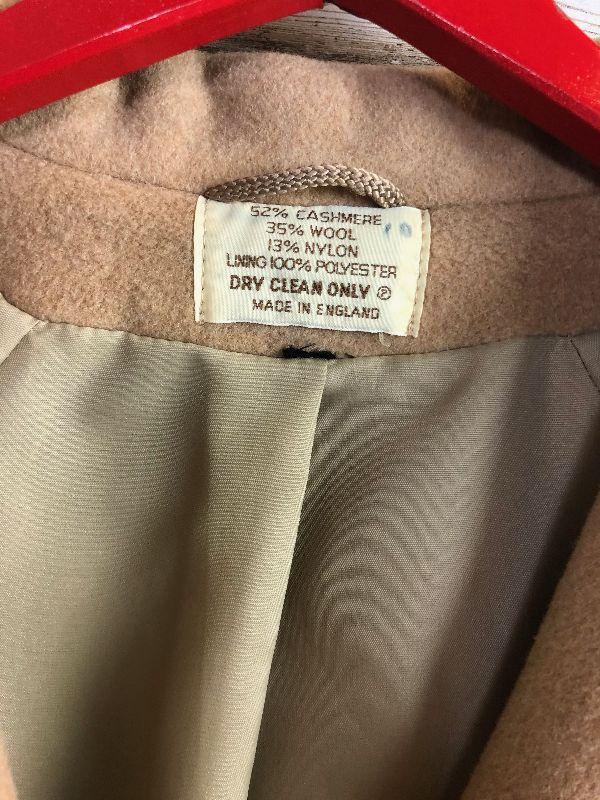 52% CASHMERE
35% WOOL
13% NYLON
LINING 100% POLYESTER
DRY CLEAN ONLY Ⓟ
MADE IN ENGLAND